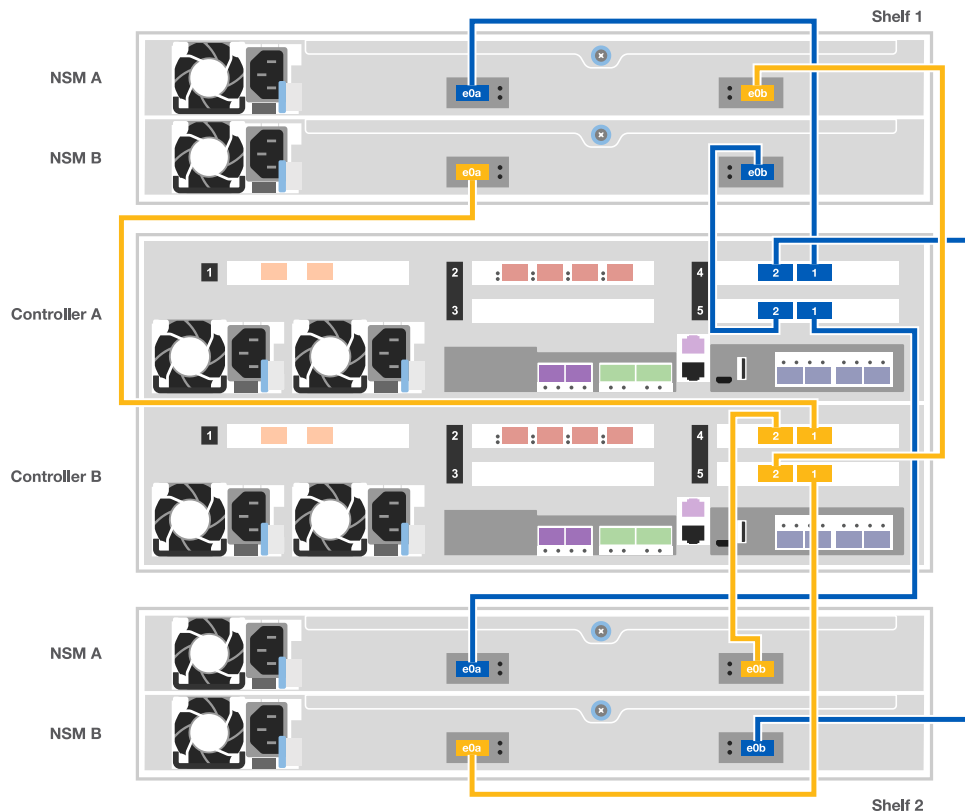 Shelf 1
NSM A
e0a e0b
NSM B
e0a e0b
1 2 4 2 1
Controller A
3 5 2 1
1 2 4 2 1
Controller B
3 5 2 1
NSM A
e0a e0b
NSM B
e0a e0b
Shelf 2